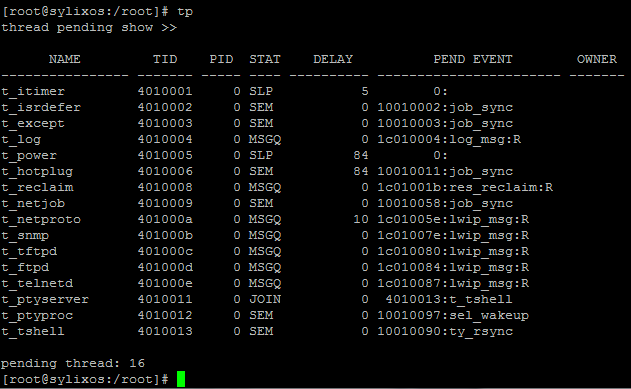 [root@sylixos:/root]# tp
thread pending show >>
NAME TID PID STAT DELAY PEND EVENT OWNER
---------------- ------- ----- ---- ---------- ----------------------- -------
t_itimer 4010001 0 SLP 5 0:
t_isrdefer 4010002 0 SEM 0 10010002:job_sync
t_except 4010003 0 SEM 0 10010003:job_sync
t_log 4010004 0 MSGQ 0 1c010004:log_msg:R
t_power 4010005 0 SLP 84 0:
t_hotplug 4010006 0 SEM 84 10010011:job_sync
t_reclaim 4010008 0 MSGQ 0 1c01001b:res_reclaim:R
t_netjob 4010009 0 SEM 0 10010058:job_sync
t_netproto 401000a 0 MSGQ 10 1c01005e:lwip_msg:R
t_snmp 401000b 0 MSGQ 0 1c01007e:lwip_msg:R
t_tftpd 401000c 0 MSGQ 0 1c010080:lwip_msg:R
t_ftpd 401000d 0 MSGQ 0 1c010084:lwip_msg:R
t_telnetd 401000e 0 MSGQ 0 1c010087:lwip_msg:R
t_ptyserver 4010011 0 JOIN 0 4010013:t_tshell
t_ptyproc 4010012 0 SEM 0 10010097:sel_wakeup
t_tshell 4010013 0 SEM 0 10010090:ty_rsync
pending thread: 16
[root@sylixos:/root]#